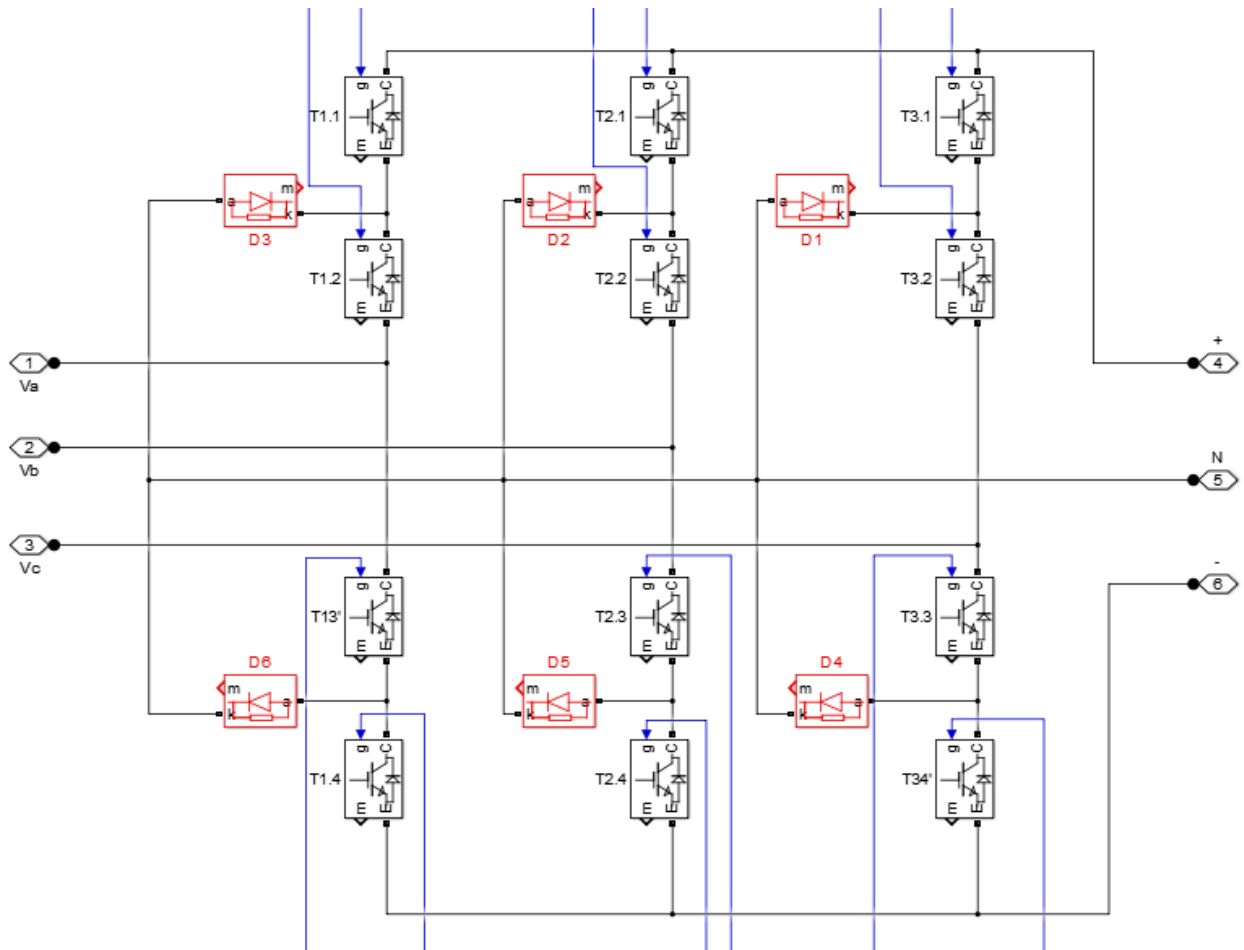 g C g C g C
T1.1 T2.1 T3.1
m E m E m E
m m m
a k a k a k
D3 D2 D1
g C g C g C
T1.2 T2.2 T3.2
m E m E m E
+
1 4
Va
2
Vb
N
5
3
Vc
-
6
g C g C g C
T13' T2.3 T3.3
m E m E m E
D6 D5 D4
m m m
k a k a k a
g C g C g C
T1.4 T2.4 T34'
m E m E m E